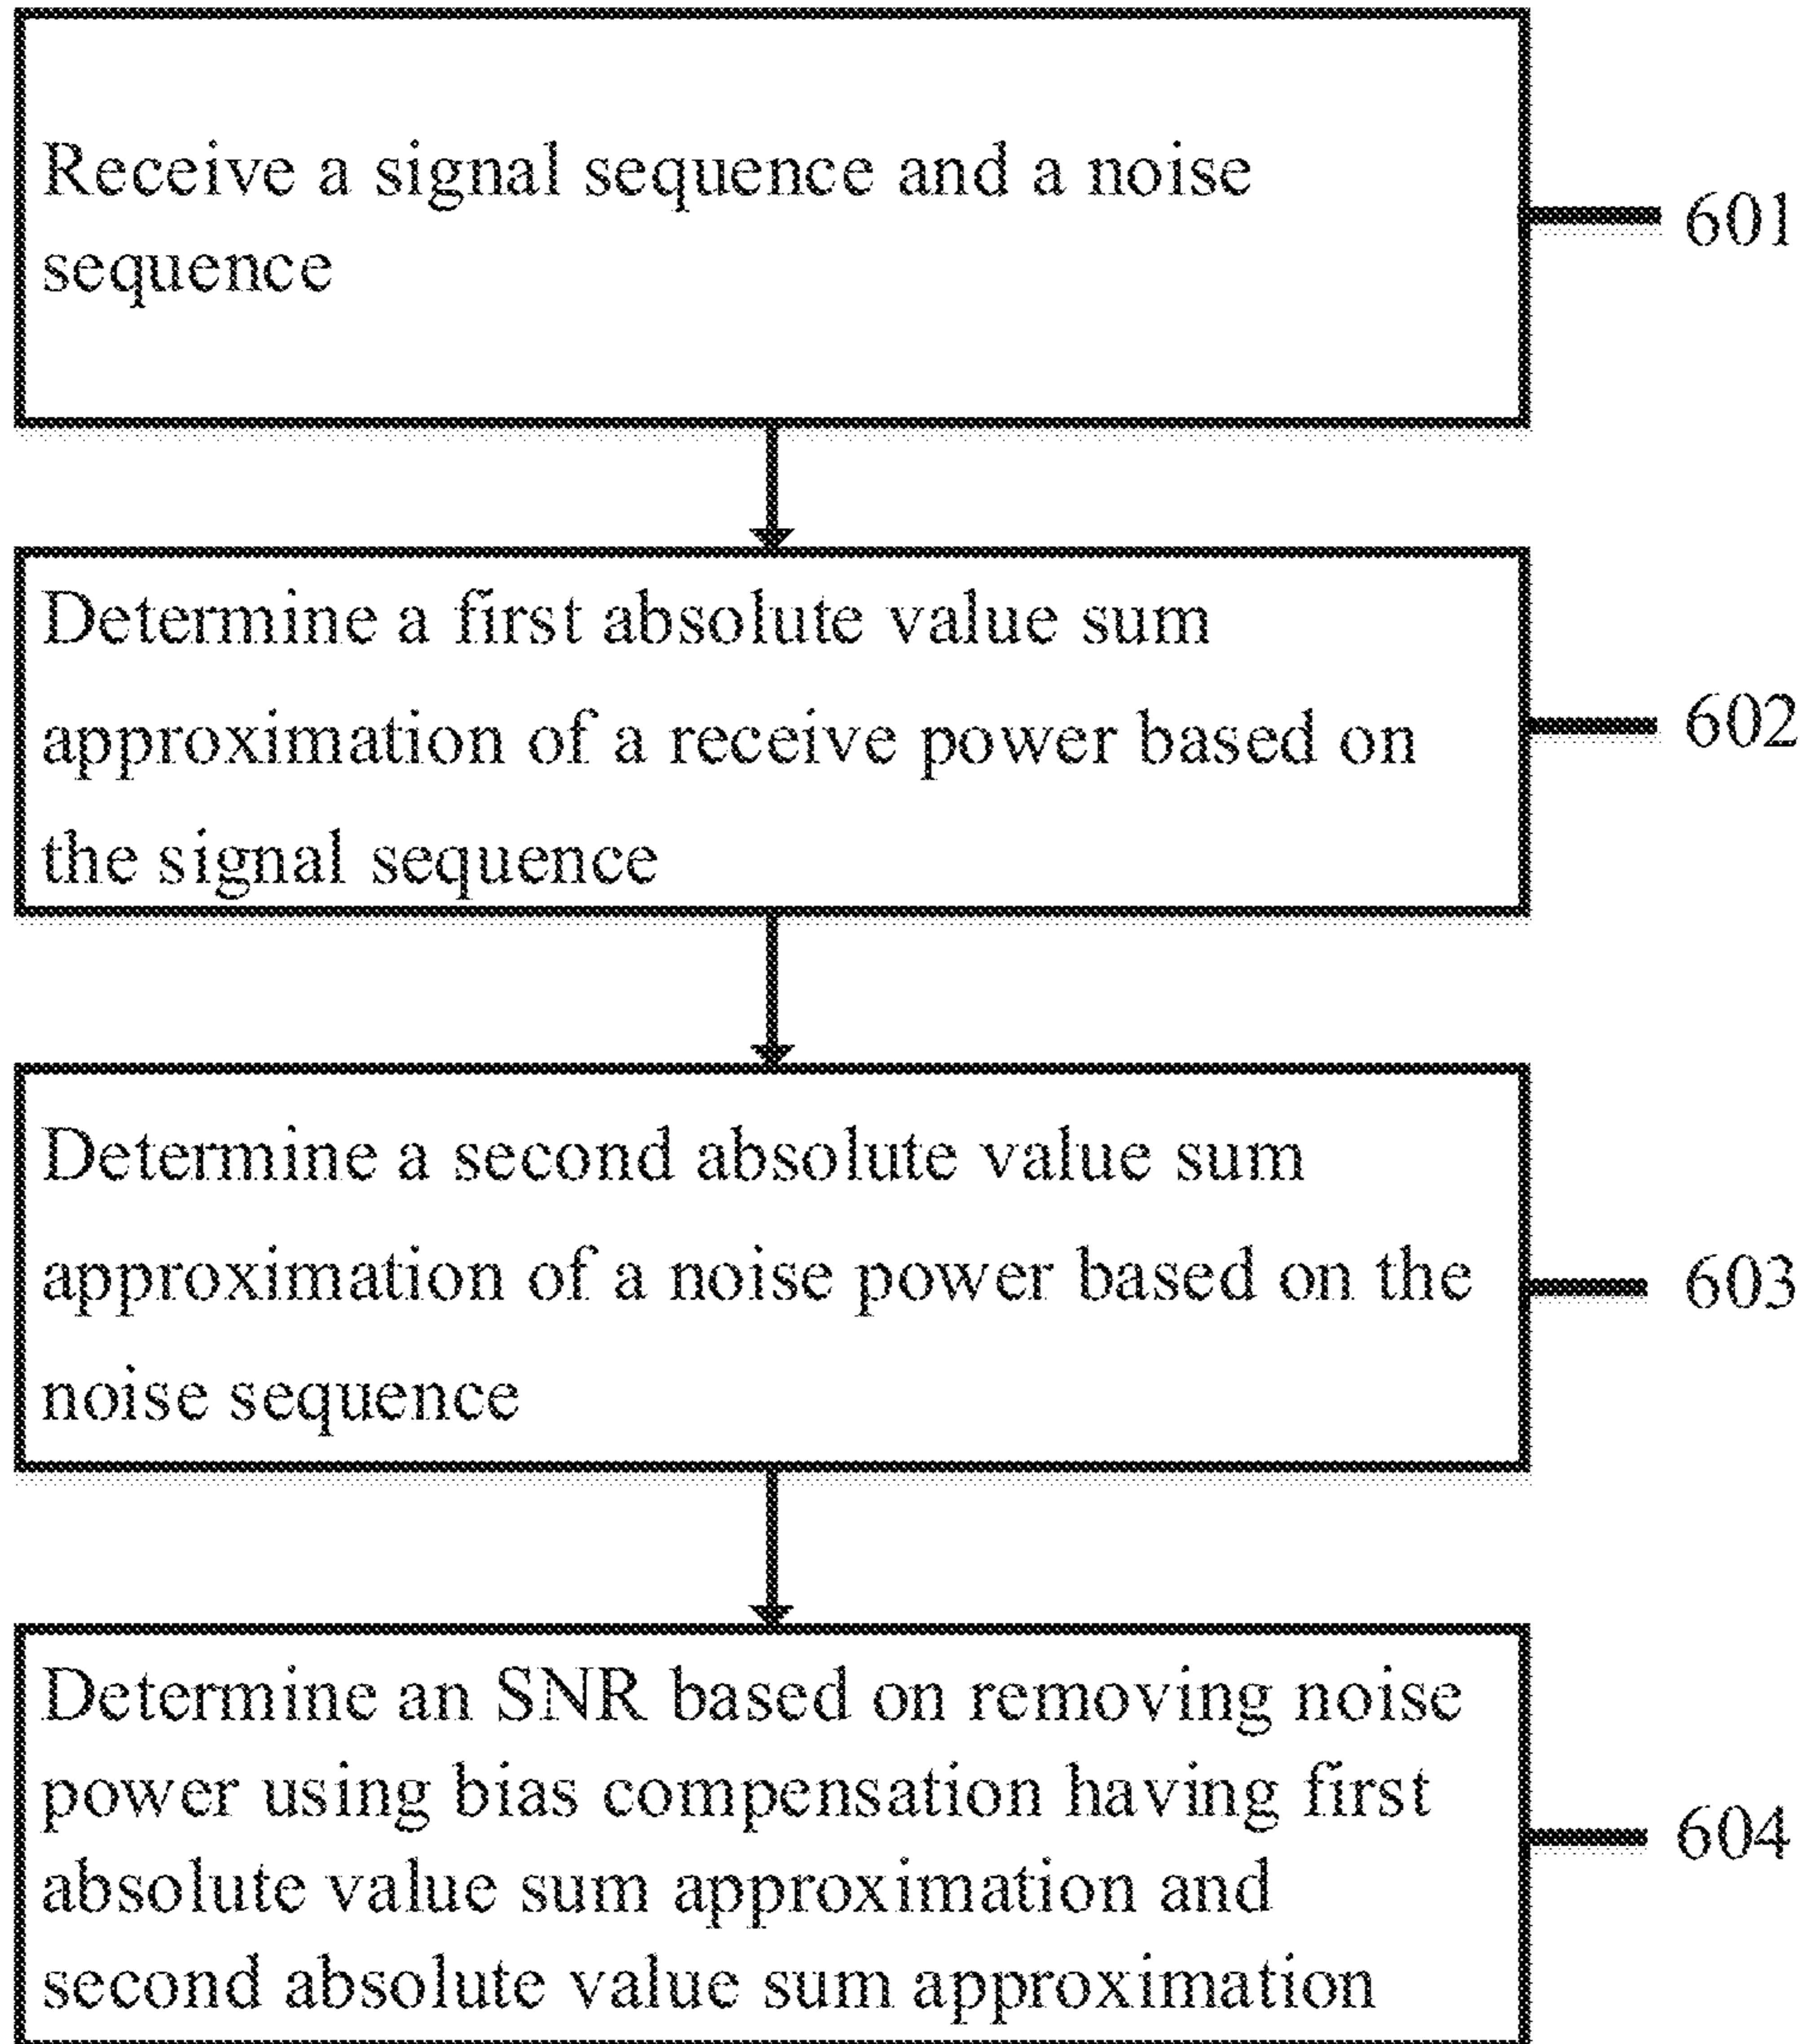 Receive a signal sequence and a noise
sequence
601
Determine a first absolute value sum
approximation of a receive power based on
the signal sequence
602
Determine a second absolute value sum
approximation of a noise power based on the
noise sequence
603
Determine an SNR based on removing noise
power using bias compensation having first
absolute value sum approximation and
second absolute value sum approximation
604